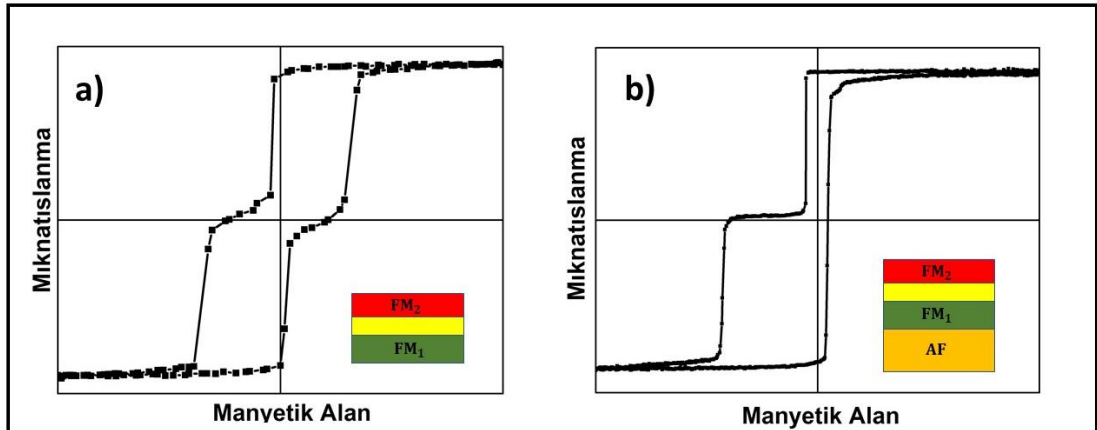 a)
Mıknatıslanma
Manyetik Alan
FM₂
FM₁
b)
Mıknatıslanma
Manyetik Alan
FM₂
FM₁
AF